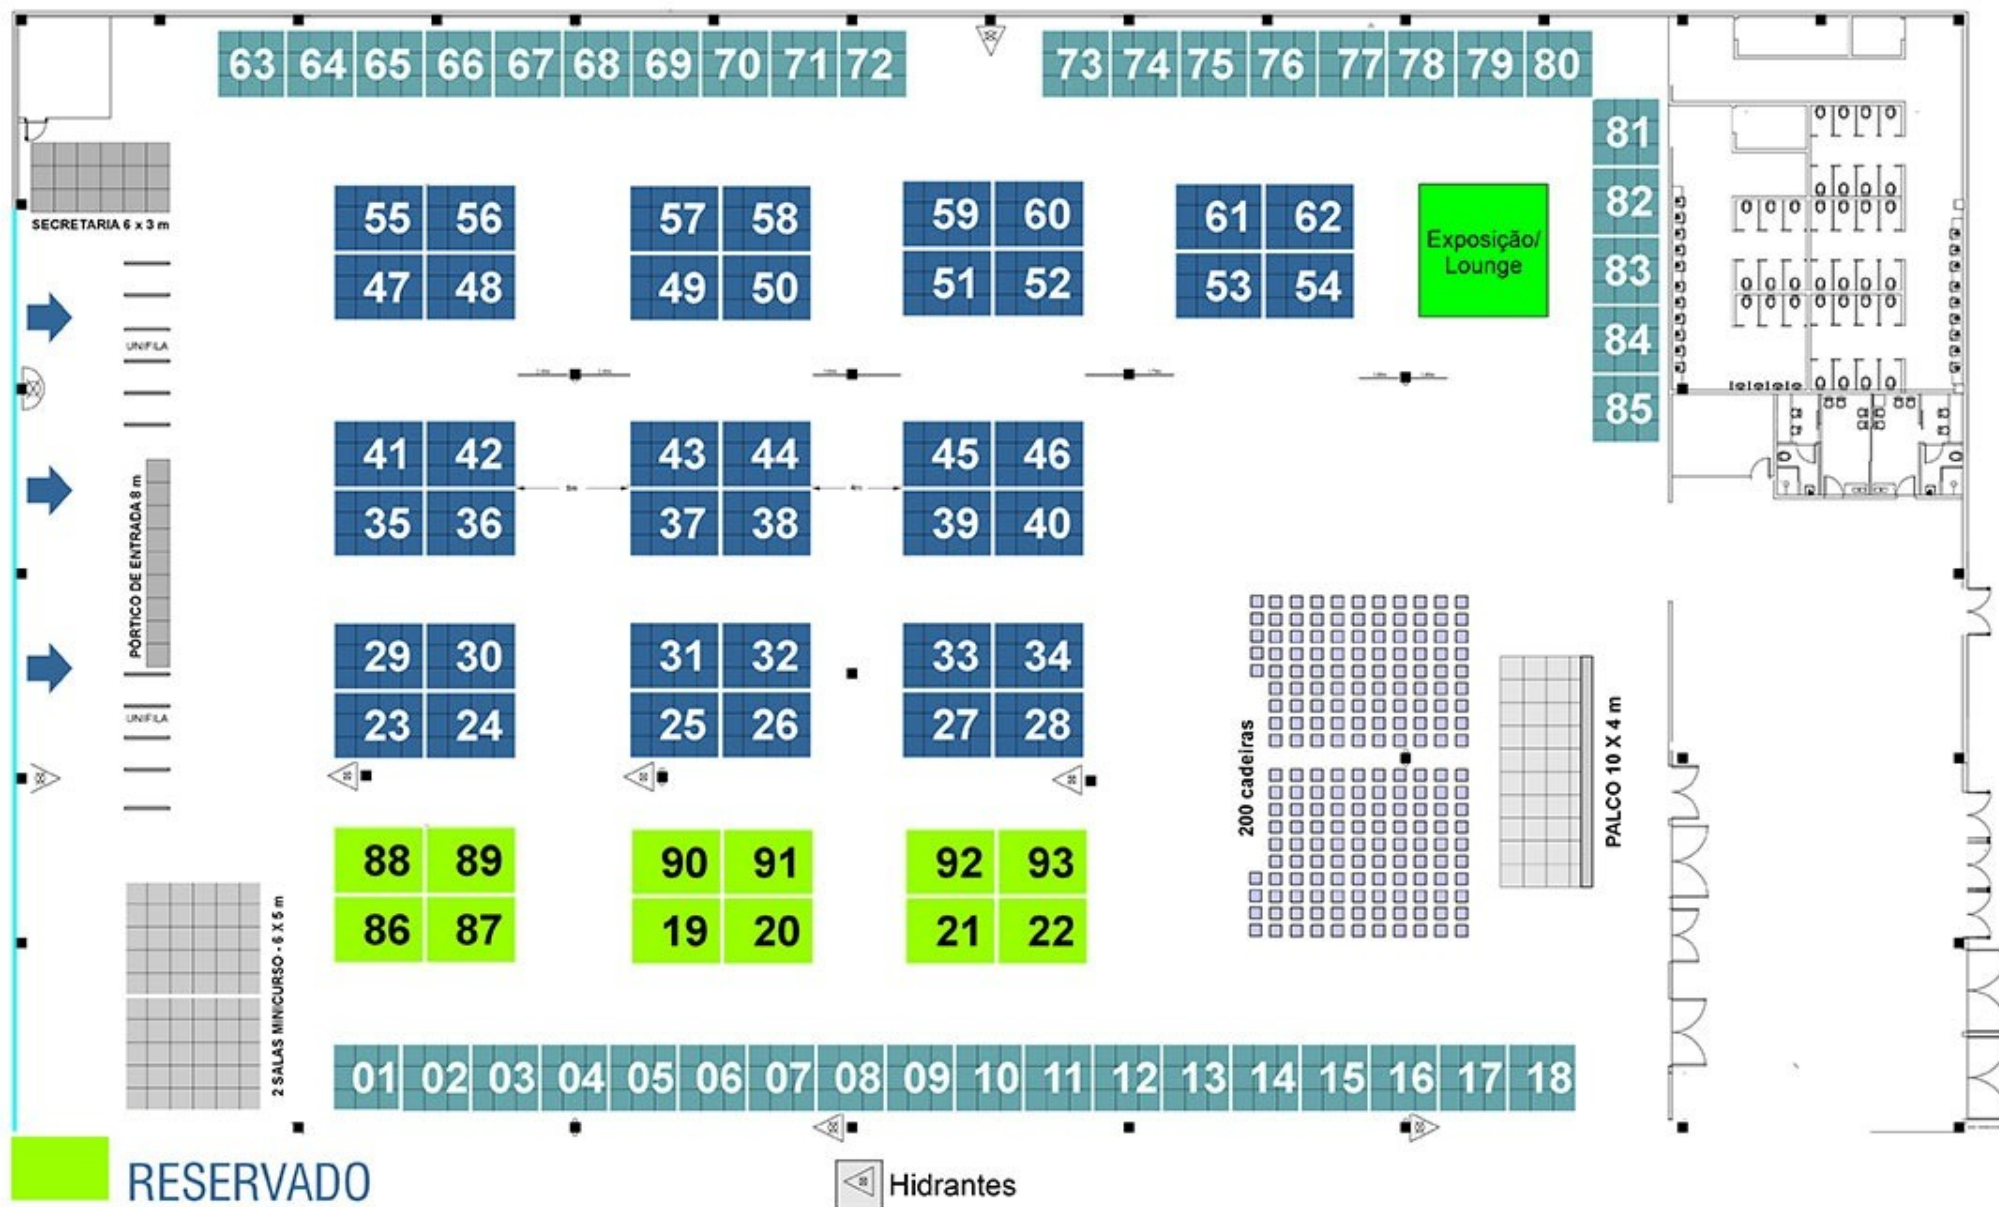 63 64 65 66 67 68 69 70 71 72 73 74 75 76 77 78 79 80
81
82
83
84
85
SECRETARIA 6 x 3 m
55 56 57 58 59 60 61 62
47 48 49 50 51 52 53 54
Exposição/
Lounge
UNIFILA
41 42 43 44 45 46
35 36 37 38 39 40
6m
4m
PÓRTICO DE ENTRADA 8 m
29 30 31 32 33 34
23 24 25 26 27 28
UNIFILA
200 cadeiras
PALCO 10 X 4 m
88 89 90 91 92 93
86 87 19 20 21 22
2 SALAS MINICURSO - 6 X 5 m
01 02 03 04 05 06 07 08 09 10 11 12 13 14 15 16 17 18
RESERVADO
Hidrantes